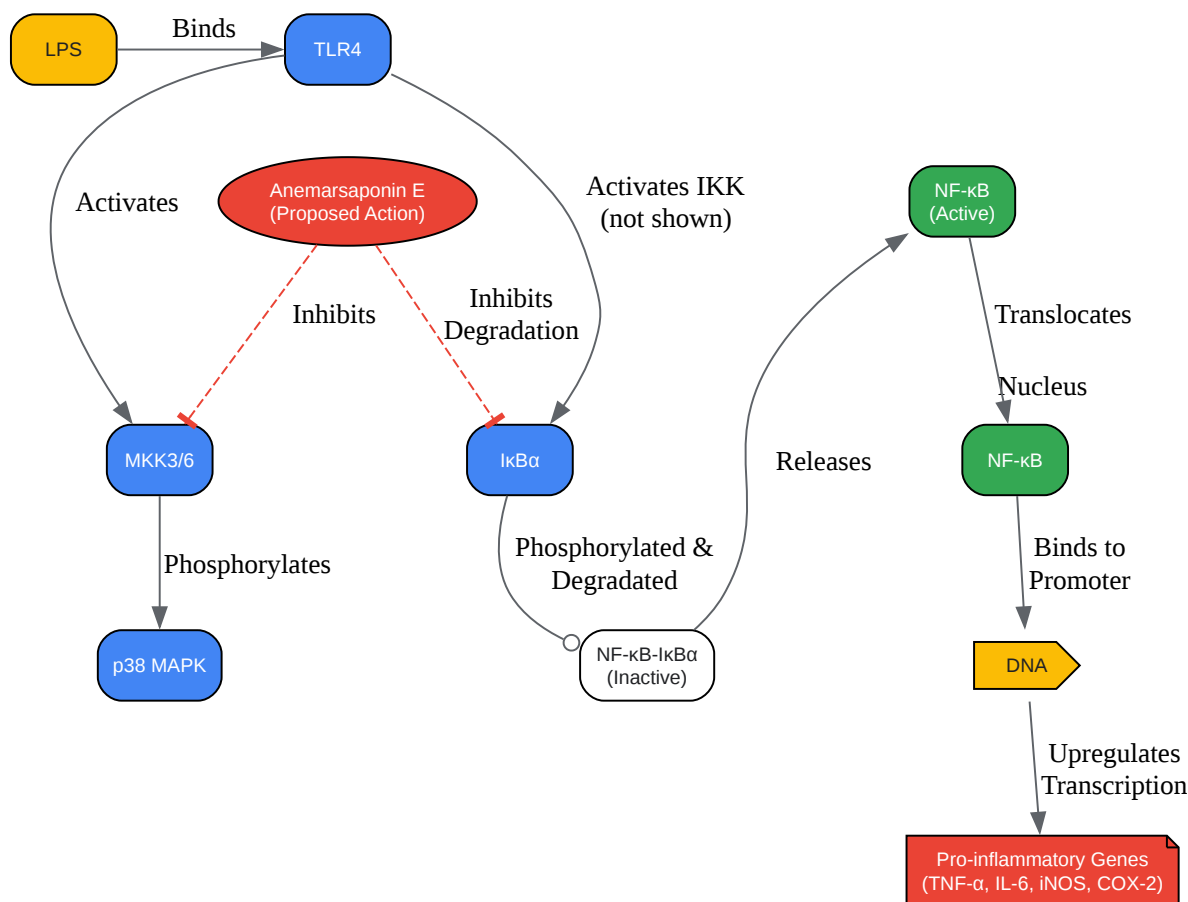 LPS
Binds
TLR4
Activates
Anemarsaponin E
(Proposed Action)
Activates IKK
(not shown)
NF-κB
(Active)
Inhibits
Inhibits
Degradation
Translocates
Nucleus
MKK3/6
IκBα
Releases
NF-κB
Phosphorylates
Phosphorylated &
Degradated
Binds to
Promoter
p38 MAPK
NF-κB-IκBα
(Inactive)
DNA
Upregulates
Transcription
Pro-inflammatory Genes
(TNF-α, IL-6, iNOS, COX-2)